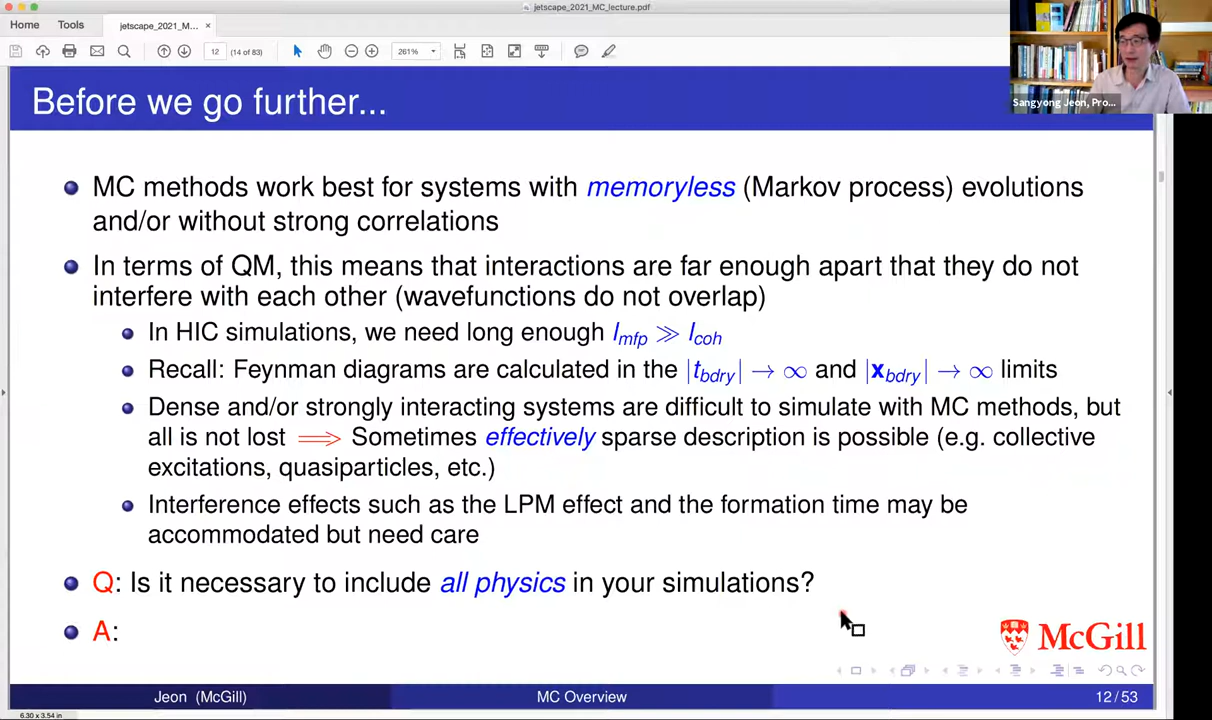 jetscape_2021_MC_lecture.pdf
Home
Tools
jetscape_2021_MC_l... ×
12
(14 of 83)
261%
Sangyong Jeon, Pro...
Before we go further...
MC methods work best for systems with memoryless (Markov process) evolutions
and/or without strong correlations
In terms of QM, this means that interactions are far enough apart that they do not
interfere with each other (wavefunctions do not overlap)
In HIC simulations, we need long enough l_mfp ≫ l_coh
Recall: Feynman diagrams are calculated in the |t_bdry| → ∞ and |x_bdry| → ∞ limits
Dense and/or strongly interacting systems are difficult to simulate with MC methods, but
all is not lost ⟹ Sometimes effectively sparse description is possible (e.g. collective
excitations, quasiparticles, etc.)
Interference effects such as the LPM effect and the formation time may be
accommodated but need care
Q: Is it necessary to include all physics in your simulations?
A:
McGill
Jeon (McGill)
MC Overview
12 / 53
6.30 x 3.54 in